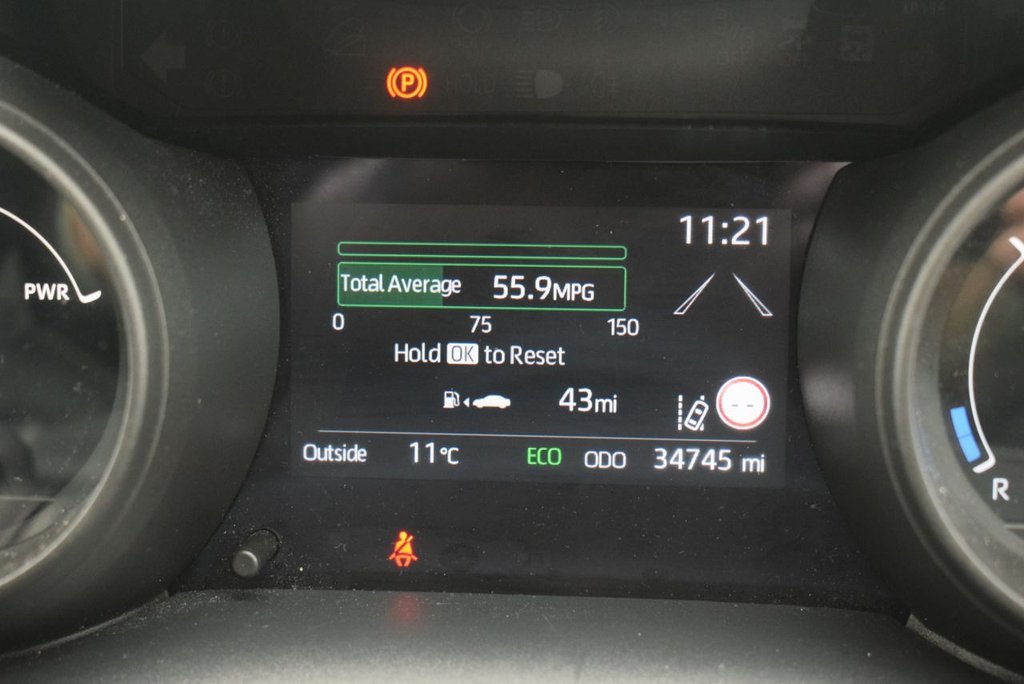 HOLD
P
11:21
PWR
Total Average 55.9MPG
0 75 150
Hold OK to Reset
43mi
--
Outside 11°C ECO ODO 34745 mi
R